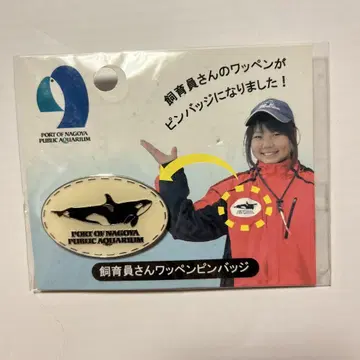 飼育員さんのワッペンが
ピンバッジになりました！
PORT OF NAGOYA
PUBLIC AQUARIUM
PORT OF NAGOYA
PUBLIC AQUARIUM
飼育員さんワッペンピンバッジ